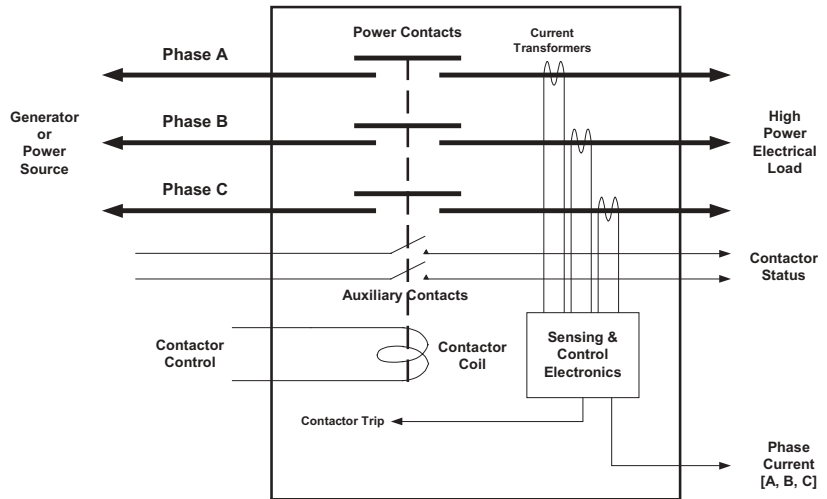 Power Contacts
Current
Transformers
Phase A
Generator
or
Power
Source
Phase B
High
Power
Electrical
Load
Phase C
Contactor
Status
Auxiliary Contacts
Contactor
Control
Contactor
Coil
Sensing &
Control
Electronics
Contactor Trip
Phase
Current
[A, B, C]